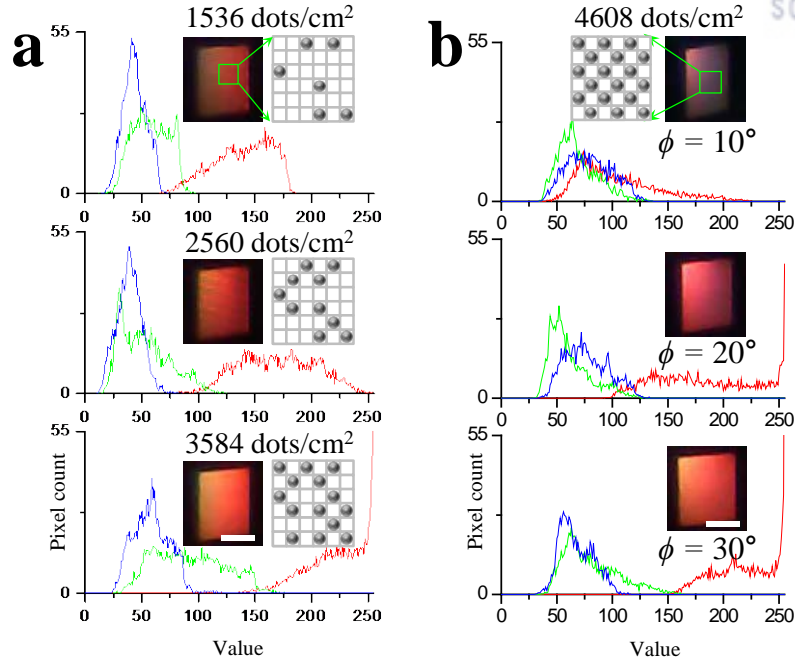 a
1536 dots/cm²
55
0
0 50 100 150 200 250
2560 dots/cm²
55
0
0 50 100 150 200 250
3584 dots/cm²
55
Pixel count
0
0 50 100 150 200 250
Value
b
4608 dots/cm²
55
ϕ = 10°
0
0 50 100 150 200 250
55
ϕ = 20°
0
0 50 100 150 200 250
55
Pixel count
ϕ = 30°
0
0 50 100 150 200 250
Value